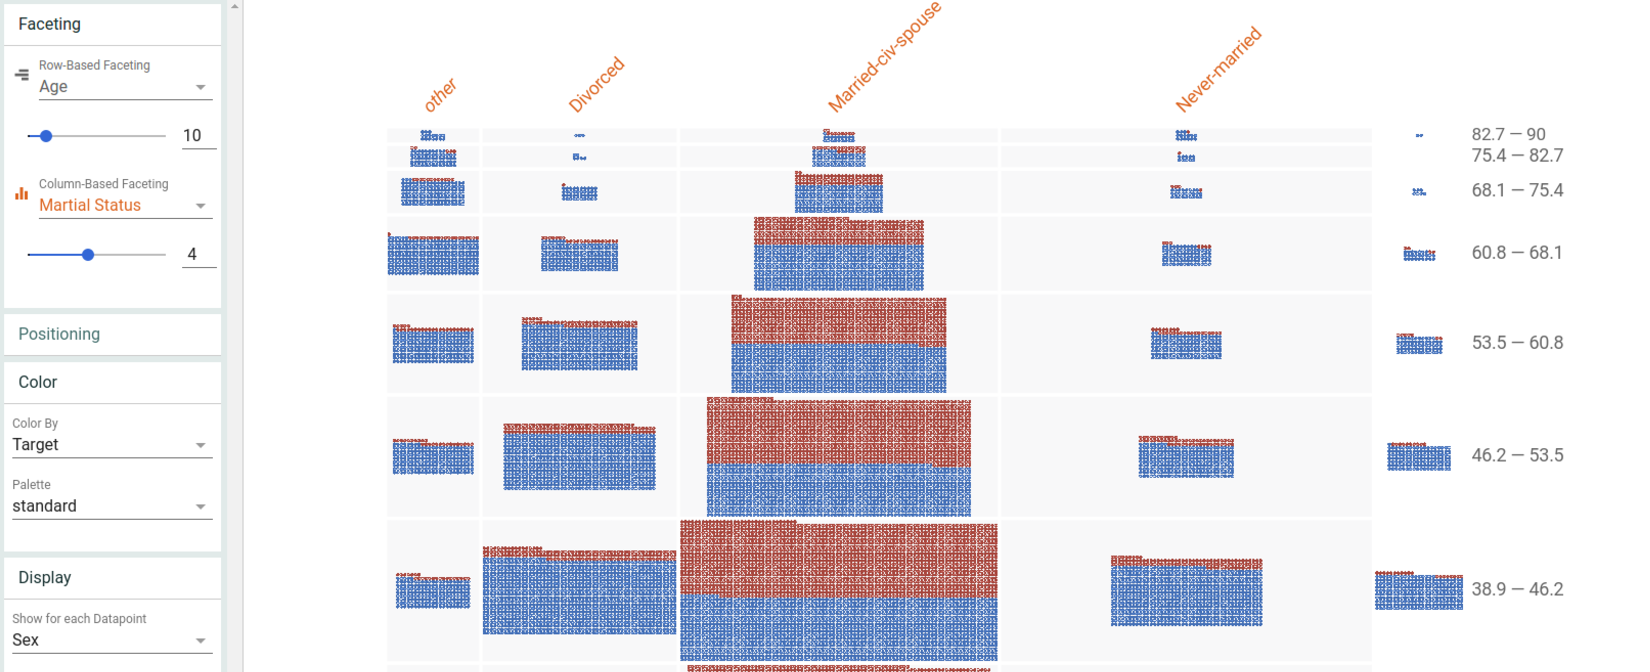 Faceting
Row-Based Faceting
Age
10
Column-Based Faceting
Martial Status
4
Positioning
Color
Color By
Target
Palette
standard
Display
Show for each Datapoint
Sex
other
Divorced
Married-civ-spouse
Never-married
82.7 — 90
75.4 — 82.7
68.1 — 75.4
60.8 — 68.1
53.5 — 60.8
46.2 — 53.5
38.9 — 46.2